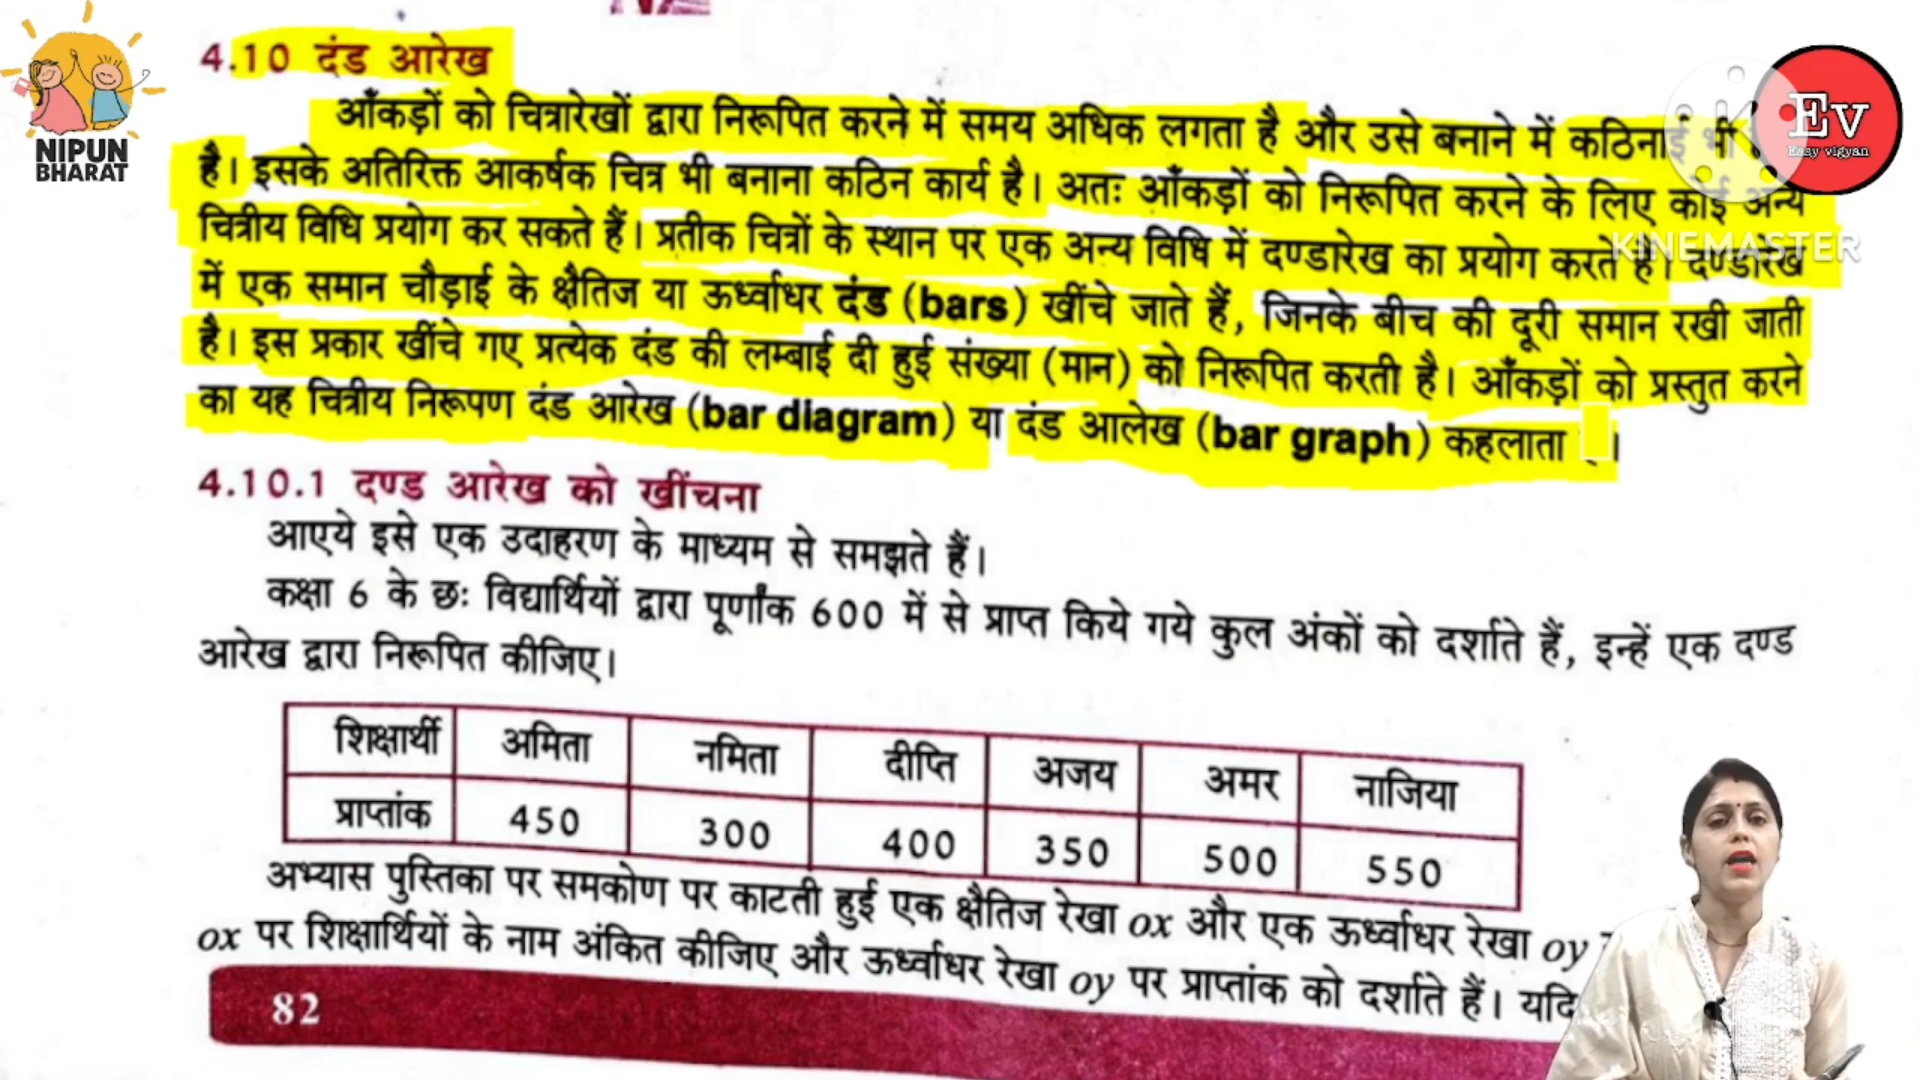 NIPUN
BHARAT
Ev
Easy vigyan
KINEMASTER
4.10 दंड आरेख
आँकड़ों को चित्रारेखों द्वारा निरूपित करने में समय अधिक लगता है और उसे बनाने में कठिनाई भी
है। इसके अतिरिक्त आकर्षक चित्र भी बनाना कठिन कार्य है। अतः आँकड़ों को निरूपित करने के लिए कोई अन्य
चित्रीय विधि प्रयोग कर सकते हैं। प्रतीक चित्रों के स्थान पर एक अन्य विधि में दण्डारेख का प्रयोग करते हैं। दण्डारेख
में एक समान चौड़ाई के क्षैतिज या ऊर्ध्वाधर दंड (bars) खींचे जाते हैं, जिनके बीच की दूरी समान रखी जाती
है। इस प्रकार खींचे गए प्रत्येक दंड की लम्बाई दी हुई संख्या (मान) को निरूपित करती है। आँकड़ों को प्रस्तुत करने
का यह चित्रीय निरूपण दंड आरेख (bar diagram) या दंड आलेख (bar graph) कहलाता ।
4.10.1 दण्ड आरेख को खींचना
आएये इसे एक उदाहरण के माध्यम से समझते हैं।
कक्षा 6 के छः विद्यार्थियों द्वारा पूर्णांक 600 में से प्राप्त किये गये कुल अंकों को दर्शाते हैं, इन्हें एक दण्ड
आरेख द्वारा निरूपित कीजिए।
शिक्षार्थी अमिता नमिता दीप्ति अजय अमर नाजिया
प्राप्तांक 450 300 400 350 500 550
अभ्यास पुस्तिका पर समकोण पर काटती हुई एक क्षैतिज रेखा ox और एक ऊर्ध्वाधर रेखा oy
ox पर शिक्षार्थियों के नाम अंकित कीजिए और ऊर्ध्वाधर रेखा oy पर प्राप्तांक को दर्शाते हैं। यदि
82